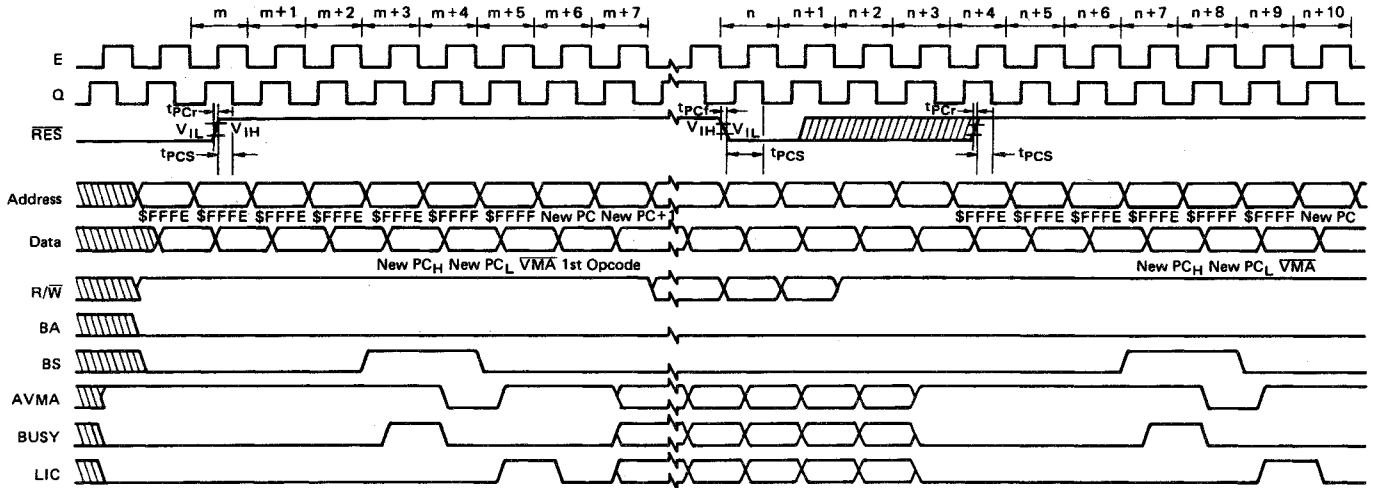 m m+1 m+2 m+3 m+4 m+5 m+6 m+7 n n+1 n+2 n+3 n+4 n+5 n+6 n+7 n+8 n+9 n+10
E
Q
tPCr tPCf tPCr
RES VIL VIH VIH VIL
tPCS tPCS tPCS
Address
$FFFE $FFFE $FFFE $FFFE $FFFE $FFFF $FFFF New PC New PC+1 $FFFE $FFFE $FFFE $FFFE $FFFF $FFFF New PC
Data
New PCH New PCL VMA 1st Opcode New PCH New PCL VMA
R/W
BA
BS
AVMA
BUSY
LIC